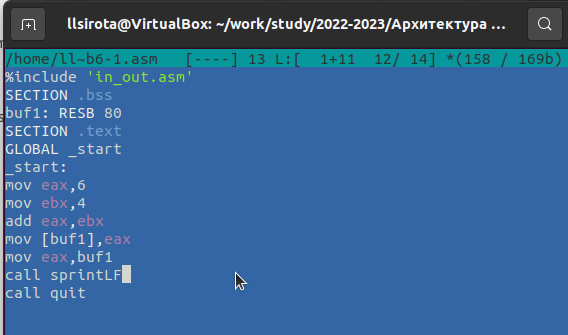 llsirota@VirtualBox: ~/work/study/2022-2023/Архитектура ...
/home/ll~b6-1.asm [----] 13 L:[ 1+11 12/ 14] *(158 / 169b)
%include 'in_out.asm'
SECTION .bss
buf1: RESB 80
SECTION .text
GLOBAL _start
_start:
mov eax,6
mov ebx,4
add eax,ebx
mov [buf1],eax
mov eax,buf1
call sprintLF
call quit